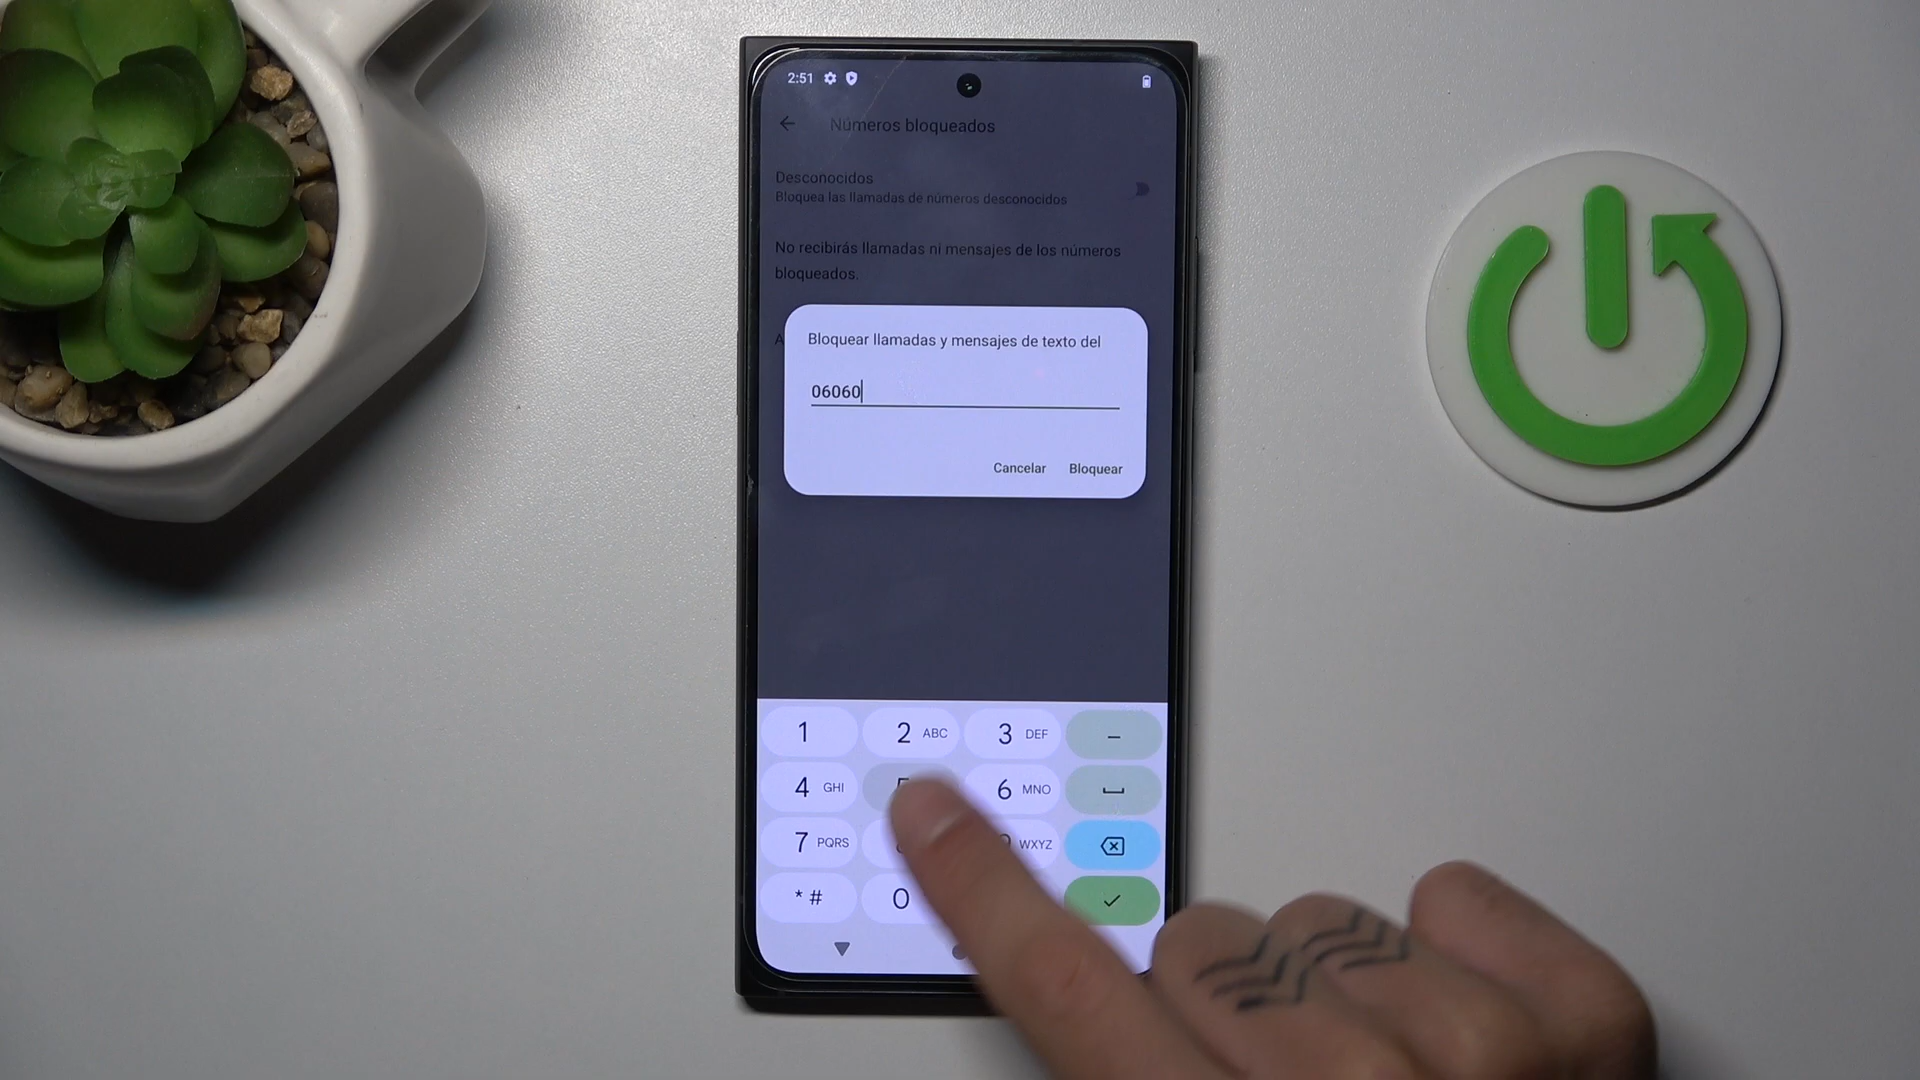 2:51
Números bloqueados
Desconocidos
Bloquea las llamadas de números desconocidos
No recibirás llamadas ni mensajes de los números
bloqueados.
A
Bloquear llamadas y mensajes de texto del
06060
Cancelar Bloquear
1 2 ABC 3 DEF –
4 GHI 5 6 MNO
7 PQRS WXYZ
* # 0